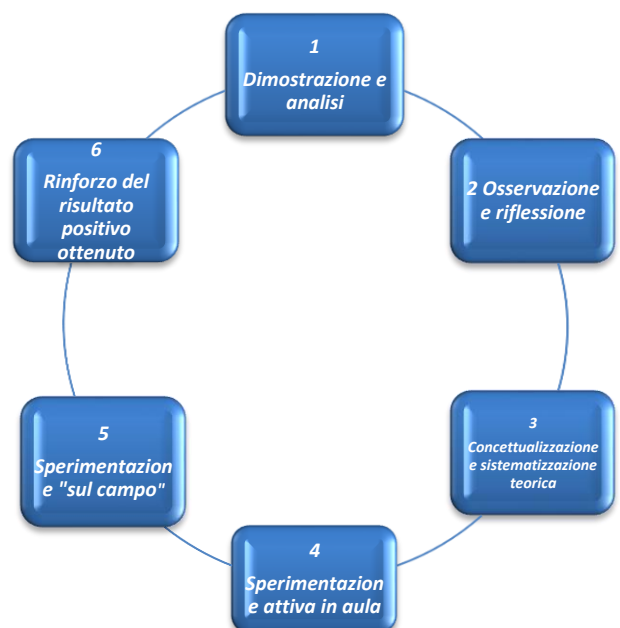 1
Dimostrazione e
analisi
2 Osservazione
e riflessione
3
Concettualizzazione
e sistematizzazione
teorica
4
Sperimentazion
e attiva in aula
5
Sperimentazion
e "sul campo"
6
Rinforzo del
risultato
positivo
ottenuto